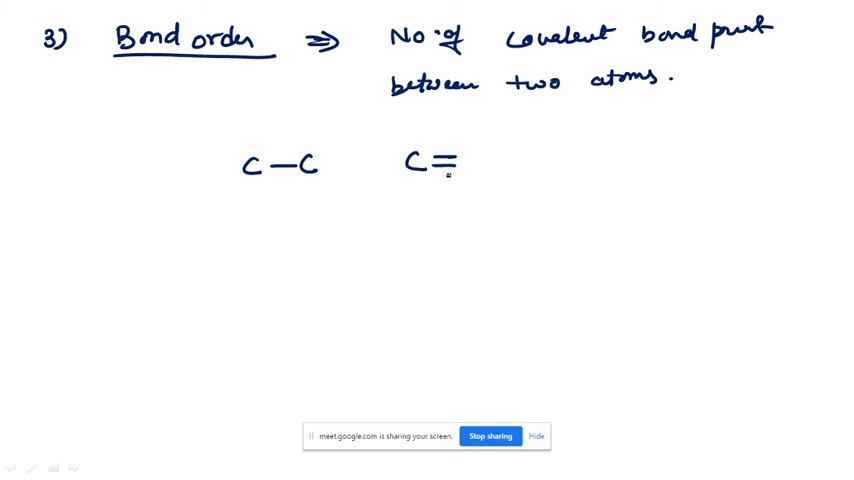 3) Bond order ⇒ No. of covalent bond prest
between two atoms.
C — C C =
meet.google.com is sharing your screen. Stop sharing Hide